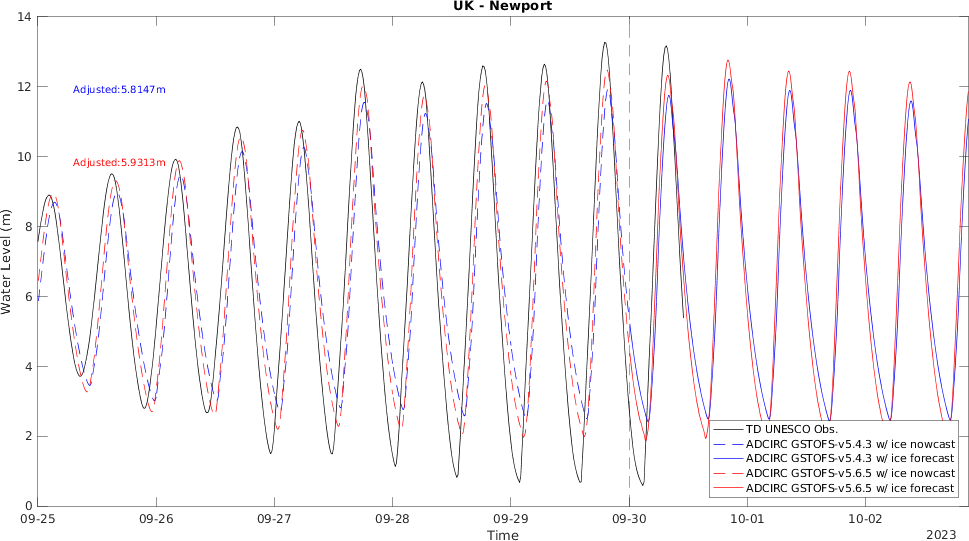 UK - Newport
Water Level (m)
14
12
10
8
6
4
2
0
Adjusted:5.8147m
Adjusted:5.9313m
TD UNESCO Obs.
ADCIRC GSTOFS-v5.4.3 w/ ice nowcast
ADCIRC GSTOFS-v5.4.3 w/ ice forecast
ADCIRC GSTOFS-v5.6.5 w/ ice nowcast
ADCIRC GSTOFS-v5.6.5 w/ ice forecast
09-25 09-26 09-27 09-28 09-29 09-30 10-01 10-02
Time
2023